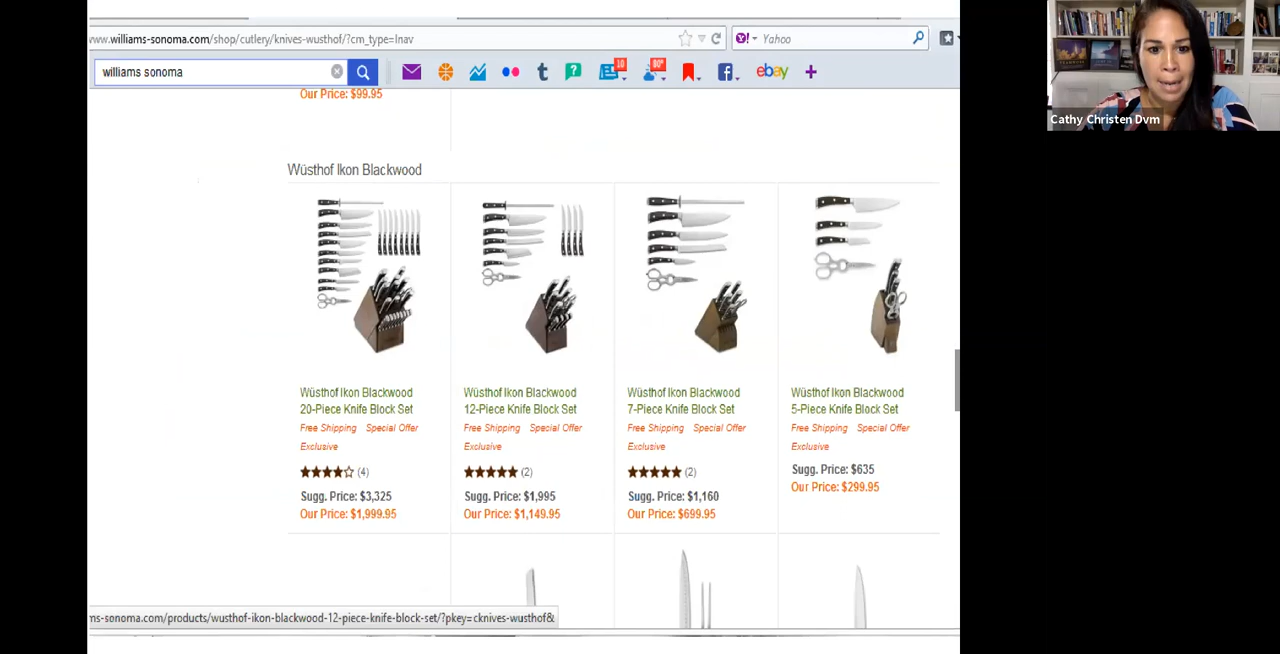 www.williams-sonoma.com/shop/cutlery/knives-wusthof/?cm_type=lnav
Yahoo
Cathy Christen Dvm
williams sonoma
t
?
10
80°
f
ebay
Our Price: $99.95
Wüsthof Ikon Blackwood
Wüsthof Ikon Blackwood
20-Piece Knife Block Set
Free Shipping Special Offer
Exclusive
(4)
Sugg. Price: $3,325
Our Price: $1,999.95
Wüsthof Ikon Blackwood
12-Piece Knife Block Set
Free Shipping Special Offer
Exclusive
(2)
Sugg. Price: $1,995
Our Price: $1,149.95
Wüsthof Ikon Blackwood
7-Piece Knife Block Set
Free Shipping Special Offer
Exclusive
(2)
Sugg. Price: $1,160
Our Price: $699.95
Wüsthof Ikon Blackwood
5-Piece Knife Block Set
Free Shipping Special Offer
Exclusive
Sugg. Price: $635
Our Price: $299.95
ms-sonoma.com/products/wusthof-ikon-blackwood-12-piece-knife-block-set/?pkey=cknives-wusthof&